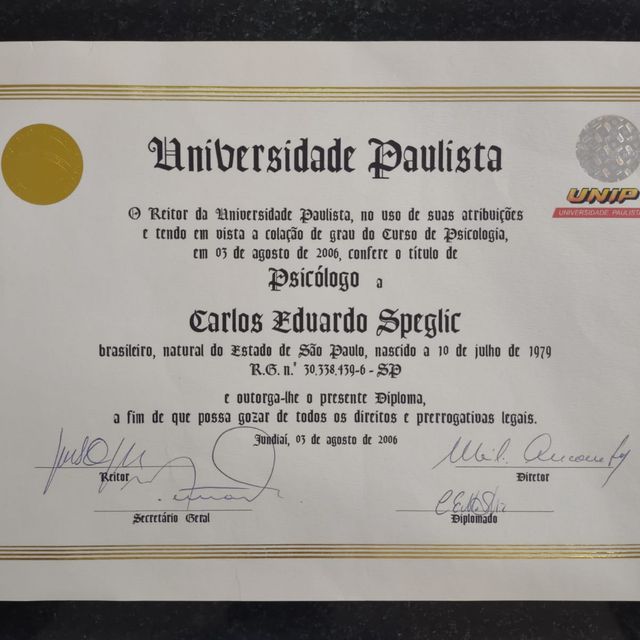 Universidade Paulista
UNIP
UNIVERSIDADE PAULISTA
O Reitor da Universidade Paulista, no uso de suas atribuições
e tendo em vista a colação de grau do Curso de Psicologia,
em 03 de agosto de 2006, confere o título de
Psicólogo a
Carlos Eduardo Speglic
brasileiro, natural do Estado de São Paulo, nascido a 10 de julho de 1979
R.G. n.º 30.338.439-6 - SP
e outorga-lhe o presente Diploma,
a fim de que possa gozar de todos os direitos e prerrogativas legais.
Jundiaí, 03 de agosto de 2006
Reitor
Diretor
Secretário Geral
Diplomado